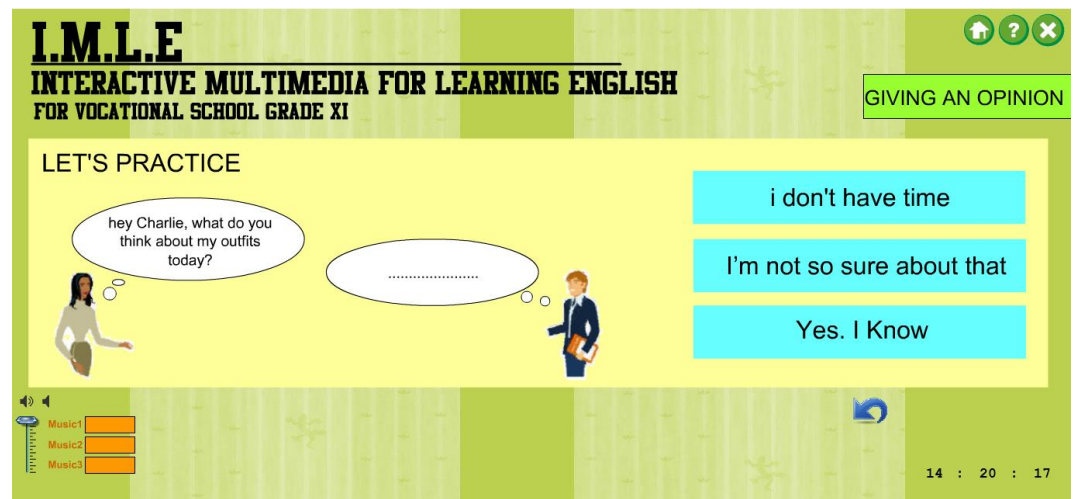 I.M.L.E
INTERACTIVE MULTIMEDIA FOR LEARNING ENGLISH
FOR VOCATIONAL SCHOOL GRADE XI
?
GIVING AN OPINION
LET'S PRACTICE
hey Charlie, what do you
think about my outfits
today?
......................
i don't have time
I'm not so sure about that
Yes. I Know
Music1
Music2
Music3
14 : 20 : 17